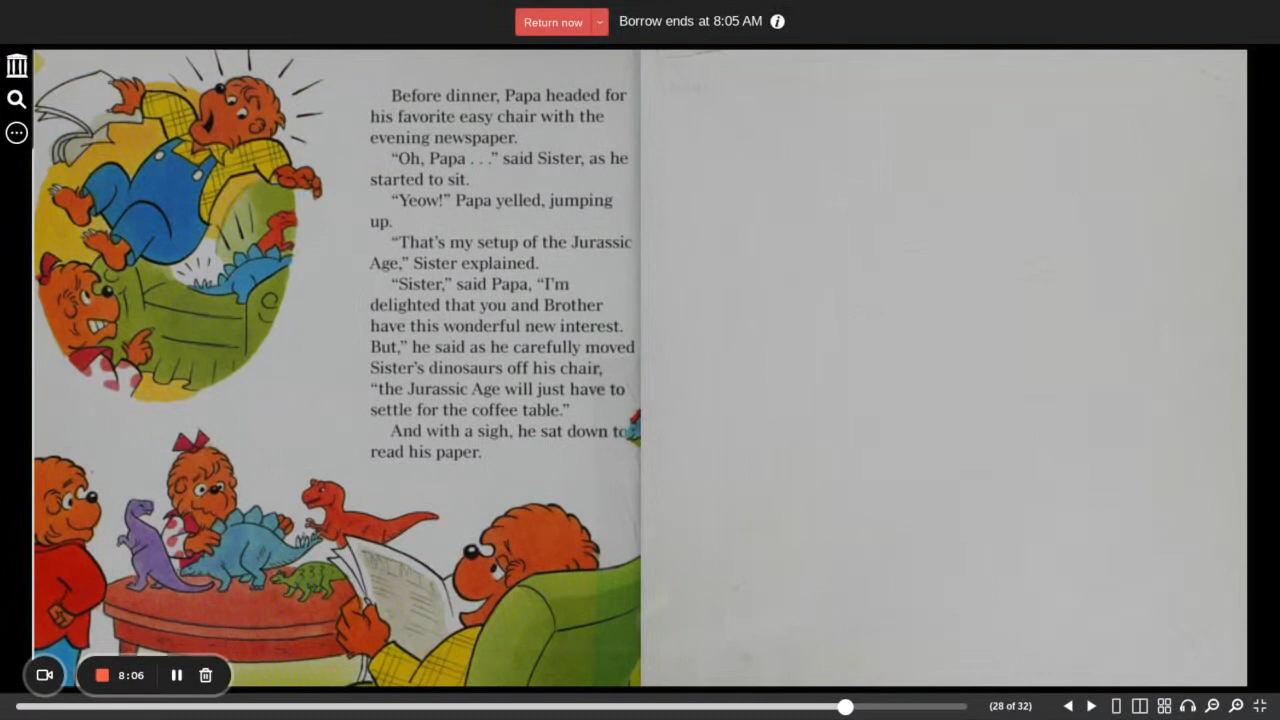 Return now
Borrow ends at 8:05 AM
Before dinner, Papa headed for
his favorite easy chair with the
evening newspaper.
“Oh, Papa . . .” said Sister, as he
started to sit.
“Yeow!” Papa yelled, jumping
up.
“That’s my setup of the Jurassic
Age,” Sister explained.
“Sister,” said Papa, “I’m
delighted that you and Brother
have this wonderful new interest.
But,” he said as he carefully moved
Sister’s dinosaurs off his chair,
“the Jurassic Age will just have to
settle for the coffee table.”
And with a sigh, he sat down to
read his paper.
8:06
(28 of 32)